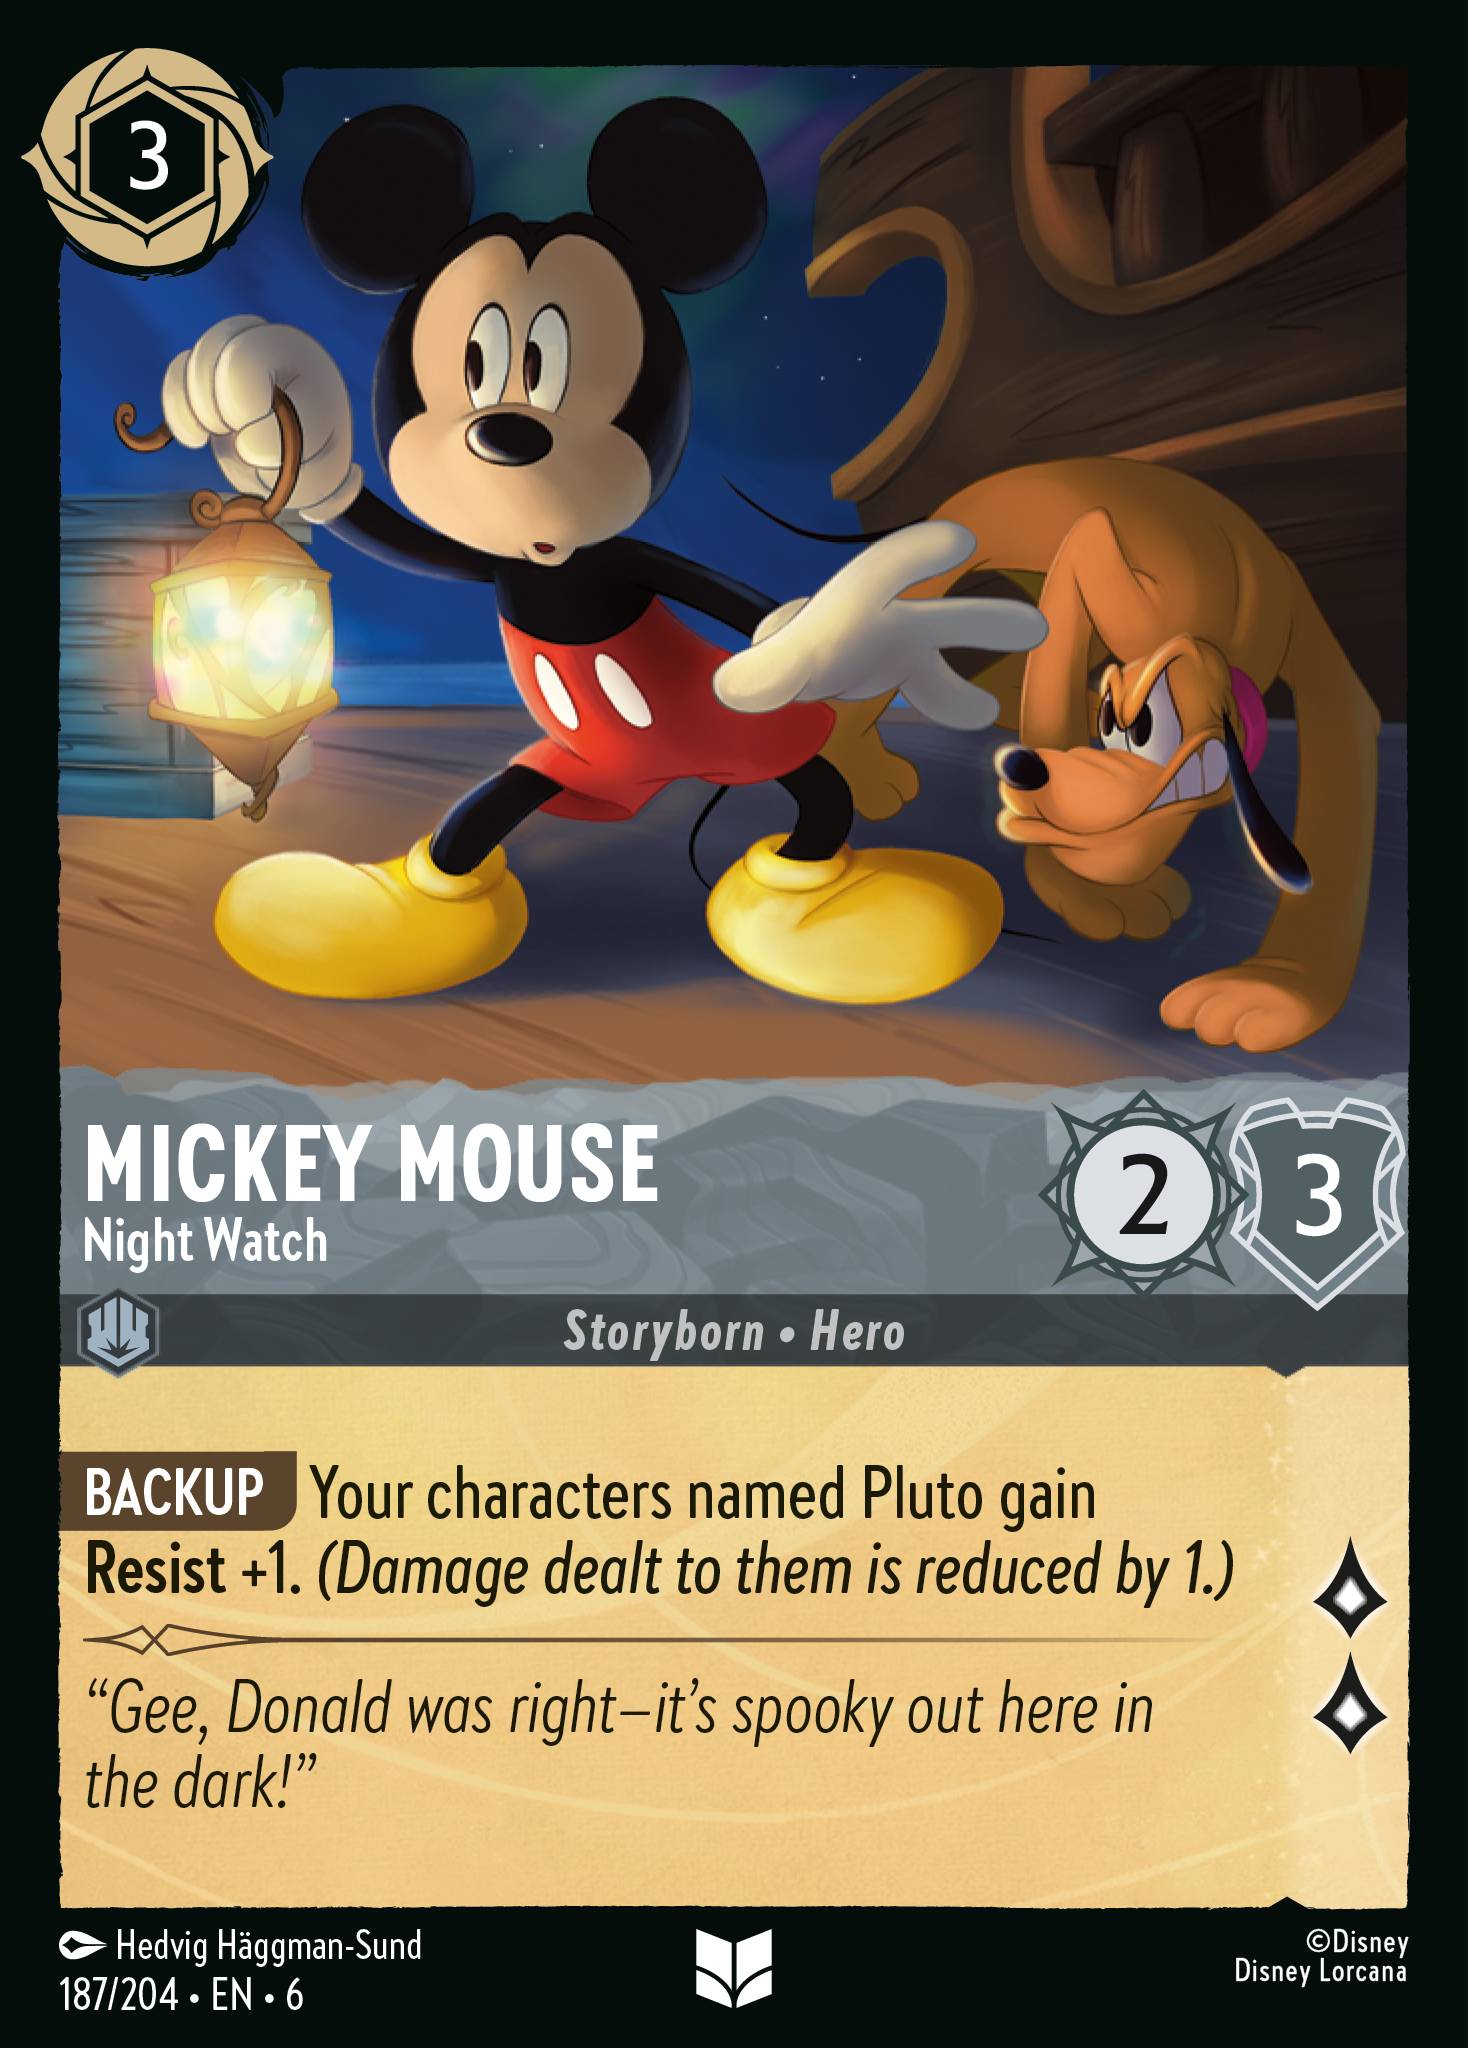 3
MICKEY MOUSE
Night Watch
2 3
Storyborn • Hero
BACKUP Your characters named Pluto gain
Resist +1. (Damage dealt to them is reduced by 1.)
“Gee, Donald was right—it’s spooky out here in
the dark!”
Hedvig Häggman-Sund
187/204 • EN • 6
©Disney
Disney Lorcana